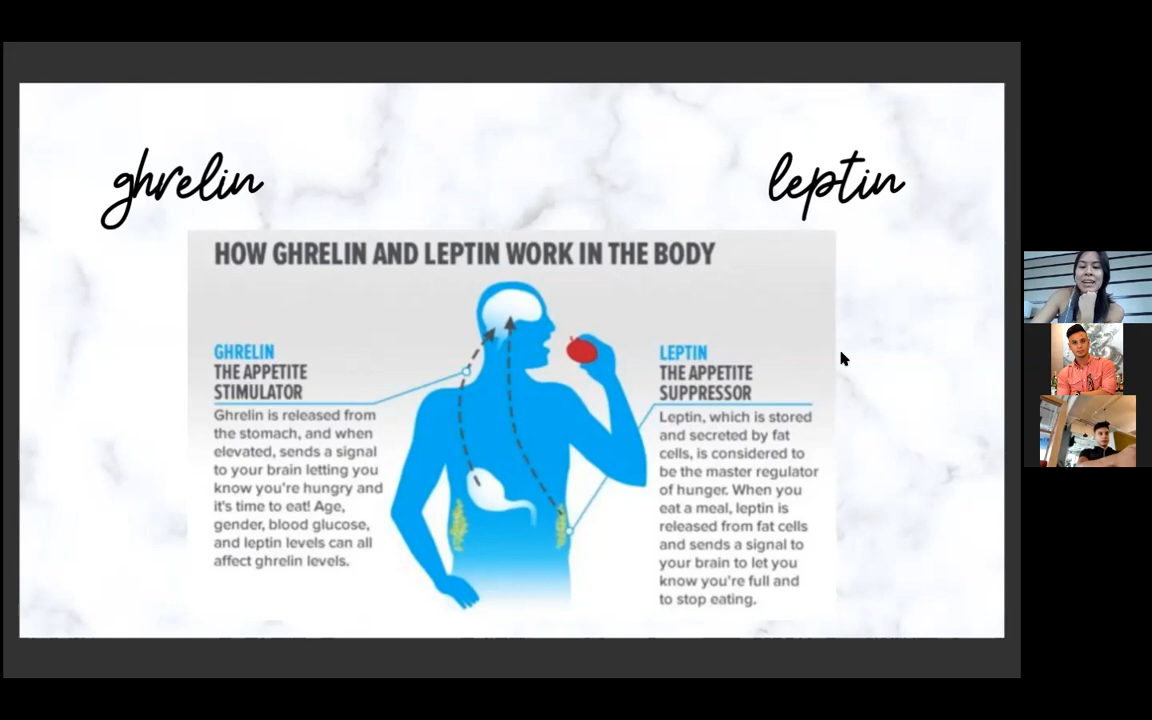 ghrelin
leptin
HOW GHRELIN AND LEPTIN WORK IN THE BODY
GHRELIN
THE APPETITE
STIMULATOR
Ghrelin is released from
the stomach, and when
elevated, sends a signal
to your brain letting you
know you're hungry and
it's time to eat! Age,
gender, blood glucose,
and leptin levels can all
affect ghrelin levels.
LEPTIN
THE APPETITE
SUPPRESSOR
Leptin, which is stored
and secreted by fat
cells, is considered to
be the master regulator
of hunger. When you
eat a meal, leptin is
released from fat cells
and sends a signal to
your brain to let you
know you're full and
to stop eating.